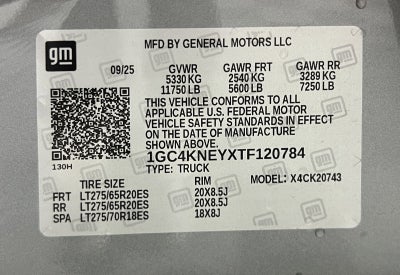 gm
MFD BY GENERAL MOTORS LLC
09/25 GVWR GAWR FRT GAWR RR
5330 KG 2540 KG 3289 KG
11750 LB 5600 LB 7250 LB
THIS VEHICLE CONFORMS TO ALL
APPLICABLE U.S. FEDERAL MOTOR
VEHICLE SAFETY STANDARDS IN EFFECT
ON THE DATE OF MANUFACTURE SHOWN ABOVE.
1GC4KNEYXTF120784
130H TYPE: TRUCK
TIRE SIZE RIM MODEL: X4CK20743
FRT LT275/65R20ES 20X8.5J
RR LT275/65R20ES 20X8.5J
SPA LT275/70R18ES 18X8J